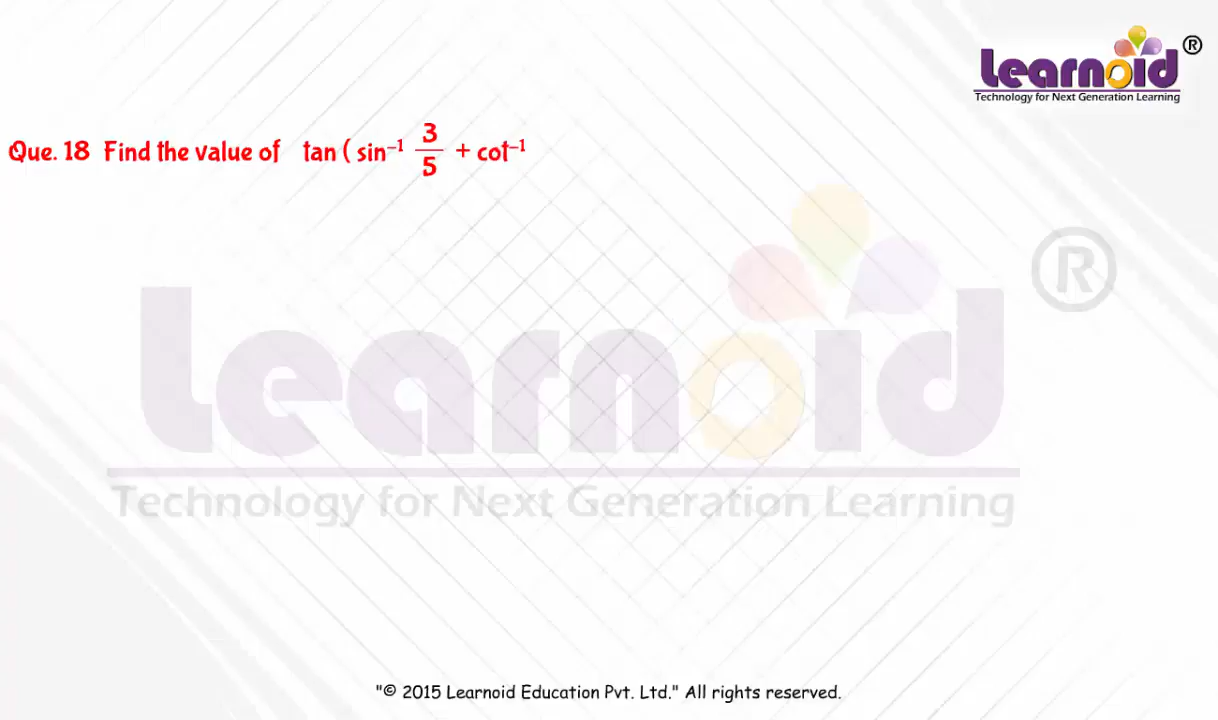 Learnoid ®
Technology for Next Generation Learning
Que. 18 Find the value of tan ( sin⁻¹ 3/5 + cot⁻¹
Learnoid ®
Technology for Next Generation Learning
"© 2015 Learnoid Education Pvt. Ltd." All rights reserved.